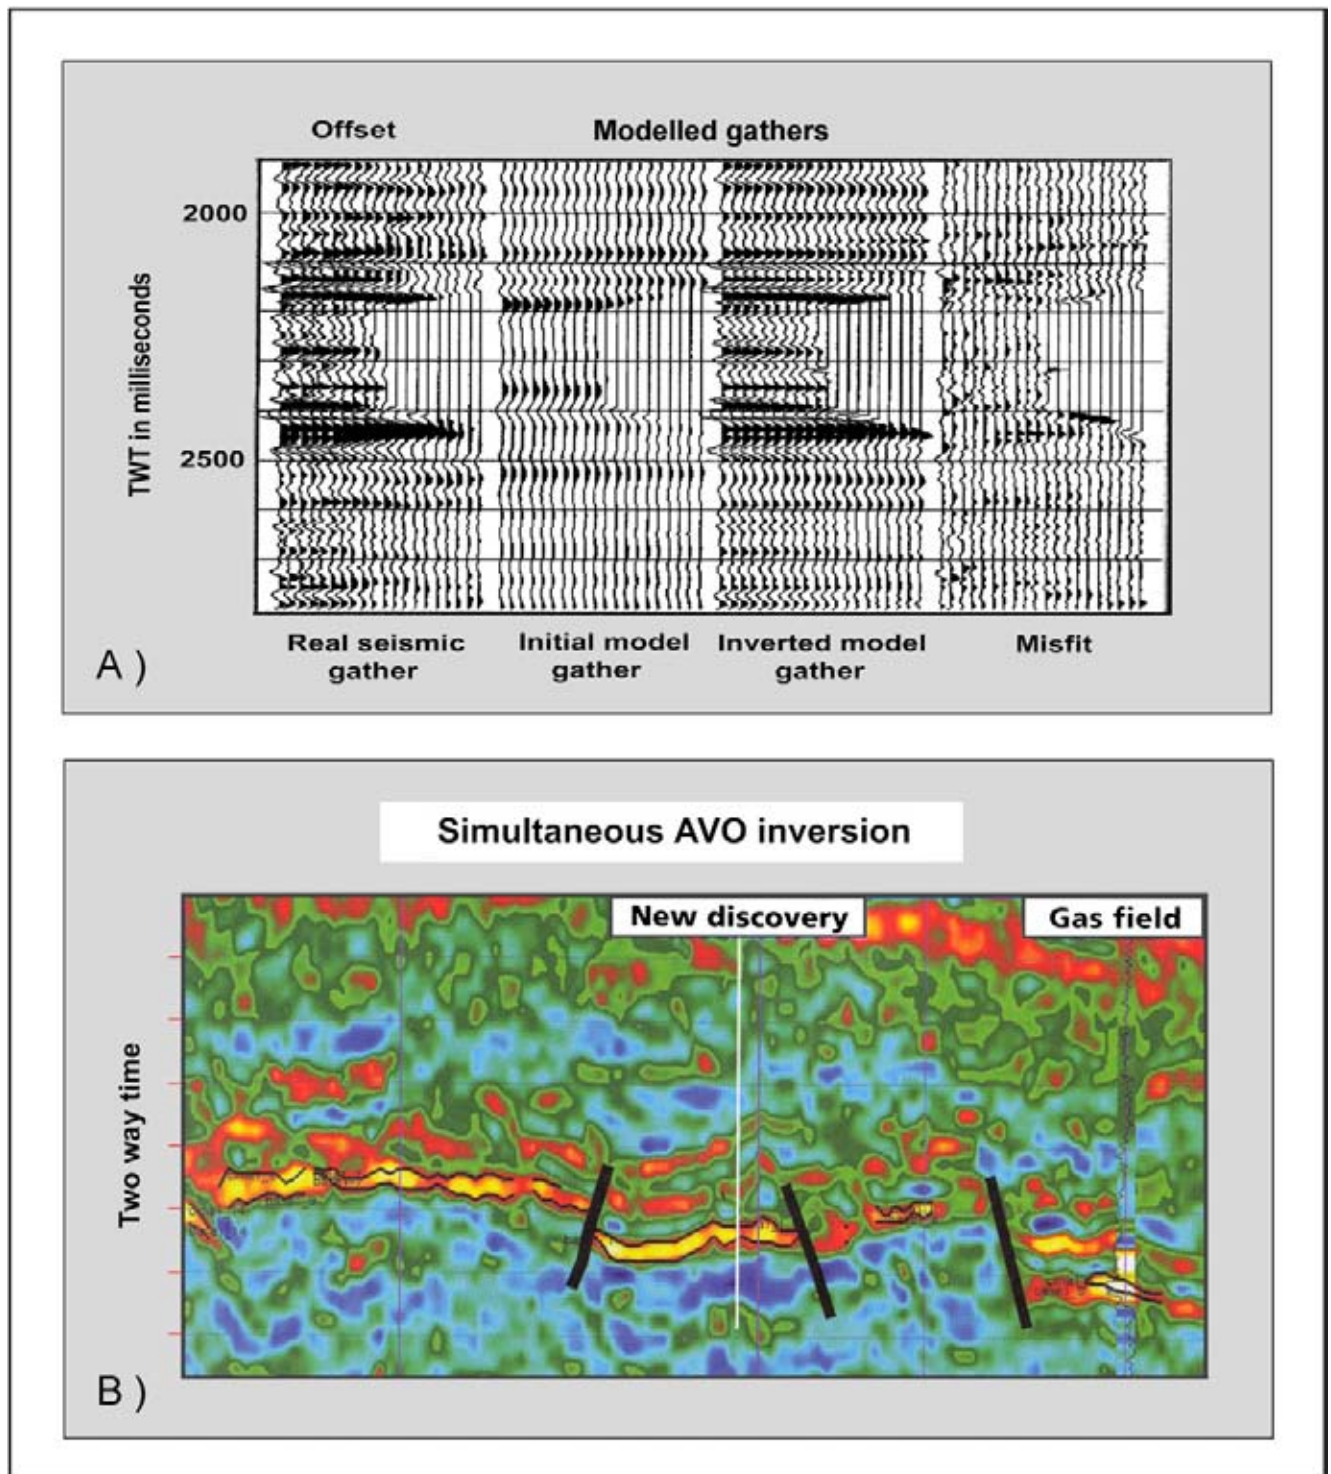 Offset
Modelled gathers
2000
TWT in milliseconds
2500
Real seismic
gather
Initial model
gather
Inverted model
gather
Misfit
A )
Simultaneous AVO inversion
New discovery
Gas field
Two way time
B )